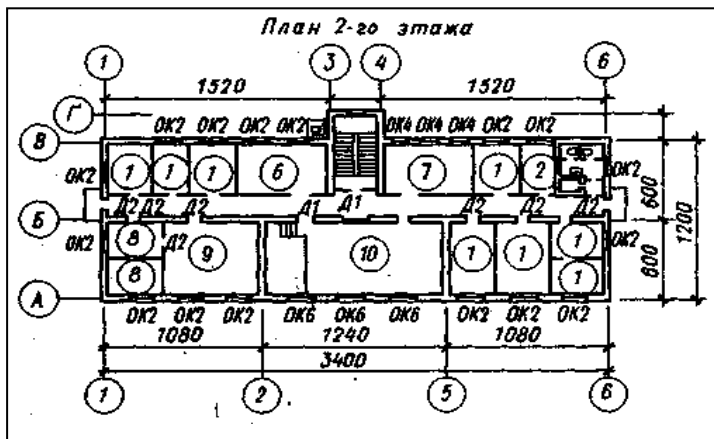 План 2-го этажа
1 3 4 6
1520 1520
Г
ОК2 ОК2 ОК2 ОК2 ОК4 ОК4 ОК4 ОК2 ОК2
В
ОК2 1 1 1 6 7 1 2 ОК2
600
Д2 Д2 Д2 Д1 Д1 Д2 Д2 Д2
Б
1200
ОК2 8 Д2 9 10 1 1 1 ОК2
600
8 1
А
ОК2 ОК2 ОК2 ОК6 ОК6 ОК6 ОК2 ОК2 ОК2
1080 1240 1080
3400
1 2 5 6